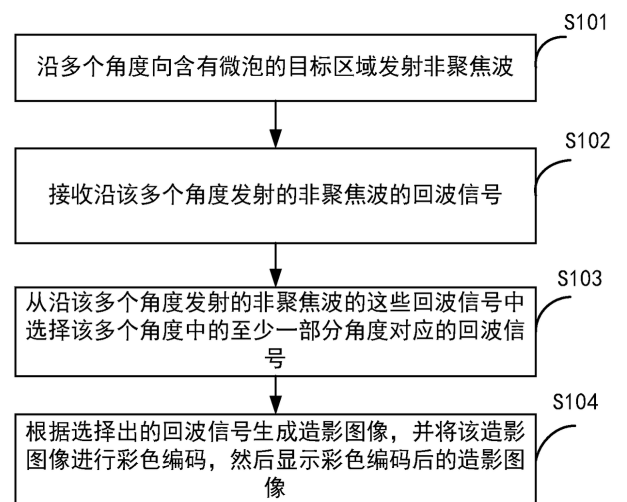 S101
沿多个角度向含有微泡的目标区域发射非聚焦波
S102
接收沿该多个角度发射的非聚焦波的回波信号
S103
从沿该多个角度发射的非聚焦波的这些回波信号中
选择该多个角度中的至少一部分角度对应的回波信
号
S104
根据选择出的回波信号生成造影图像，并将该造影
图像进行彩色编码，然后显示彩色编码后的造影图
像